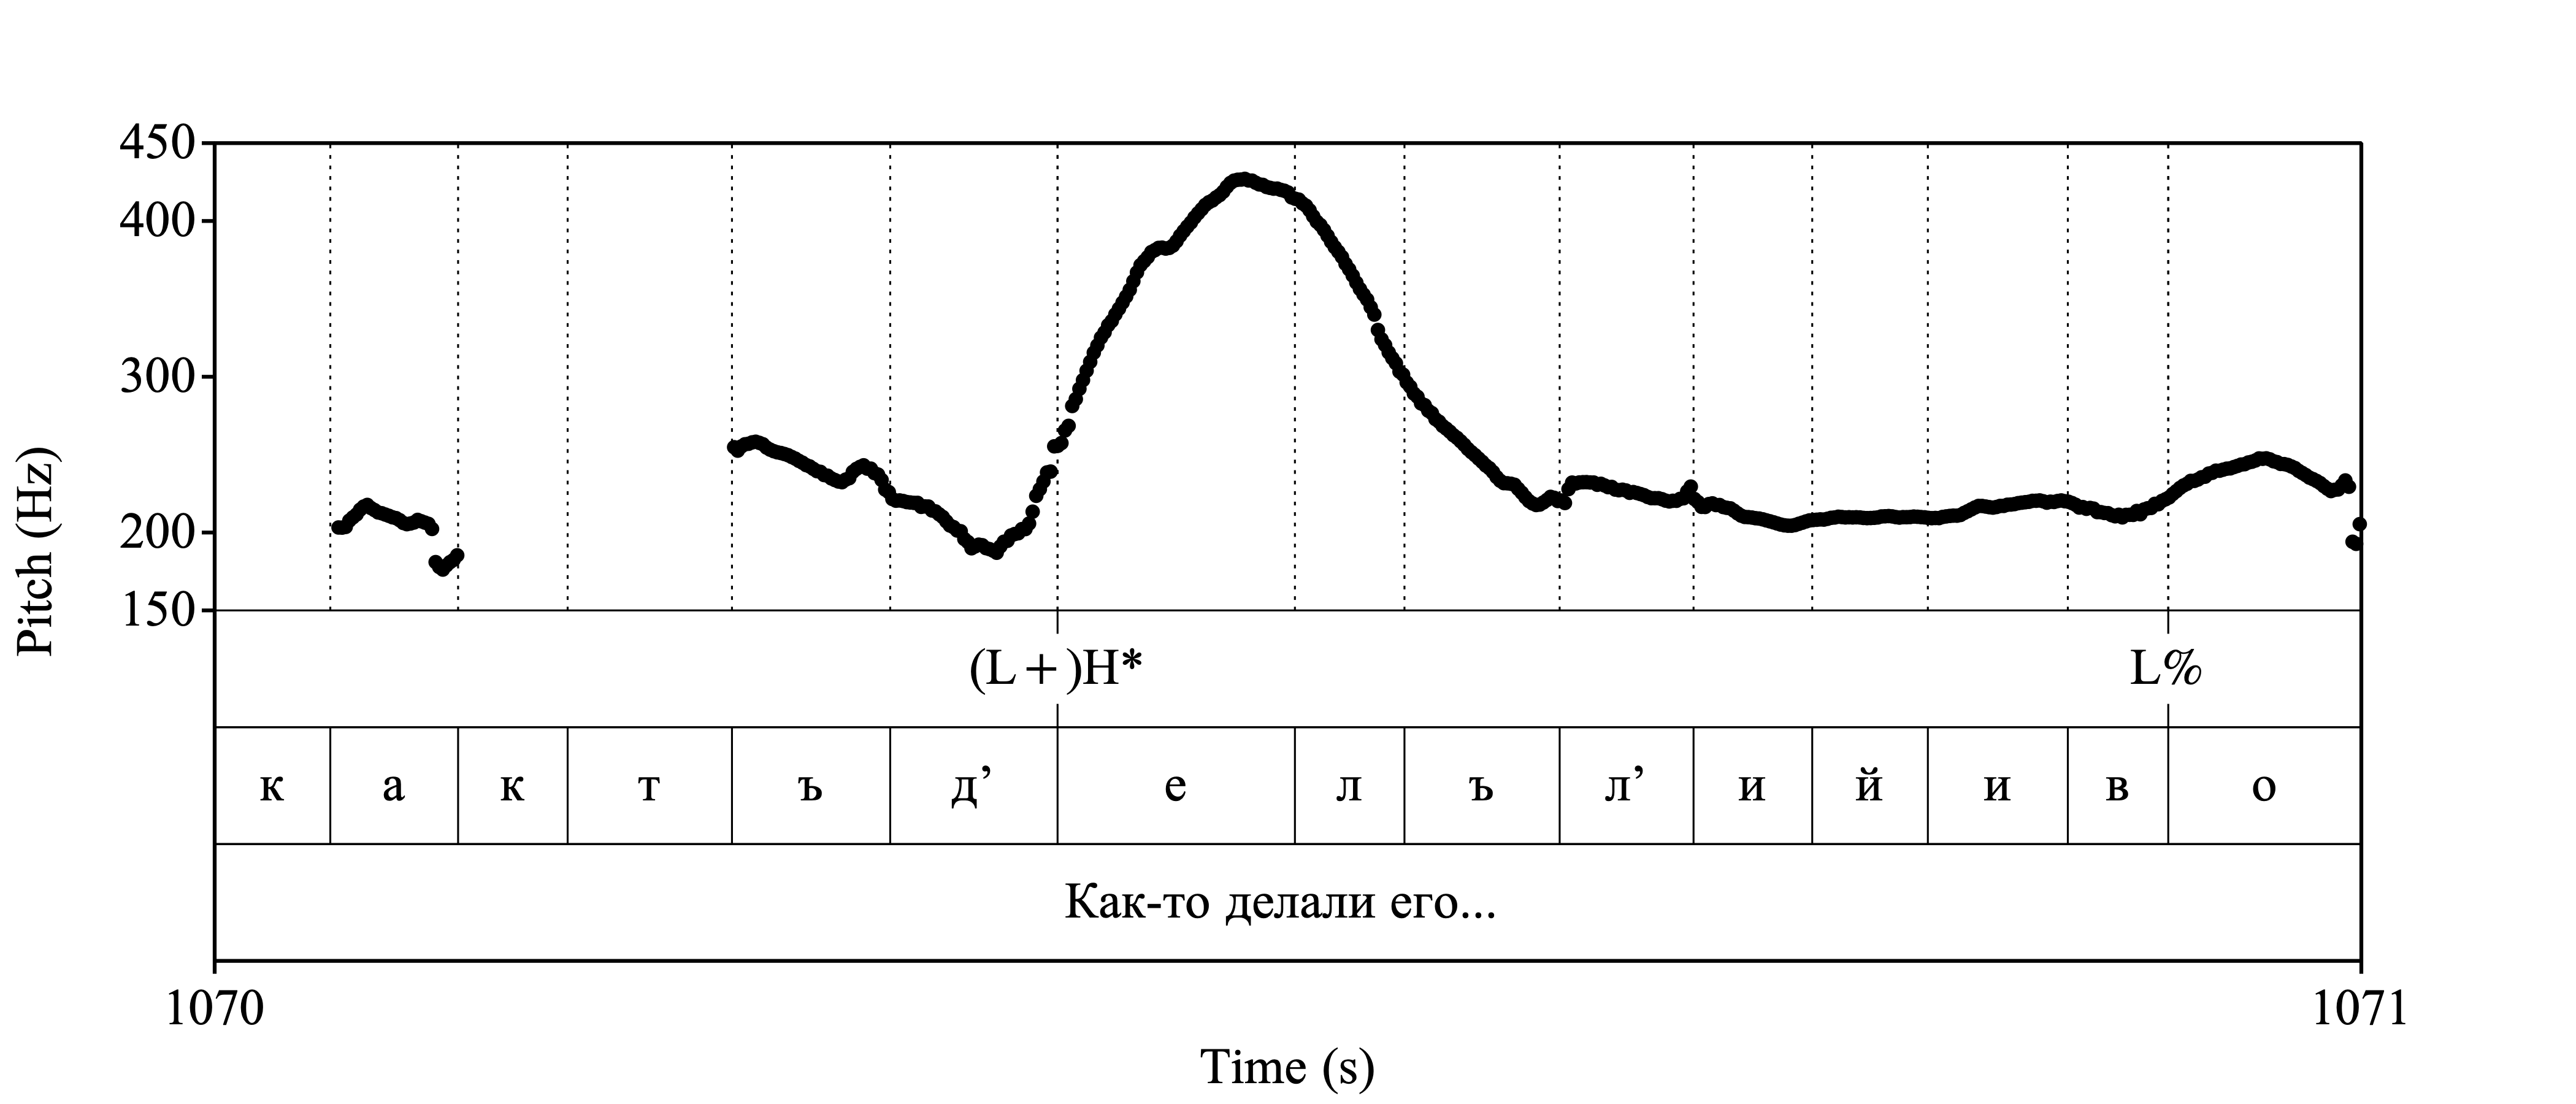 450
400
300
200
150
Pitch (Hz)
(L+)H* L%
к а к т ъ д’ е л ъ л’ и й и в о
Как-то делали его...
1070 1071
Time (s)